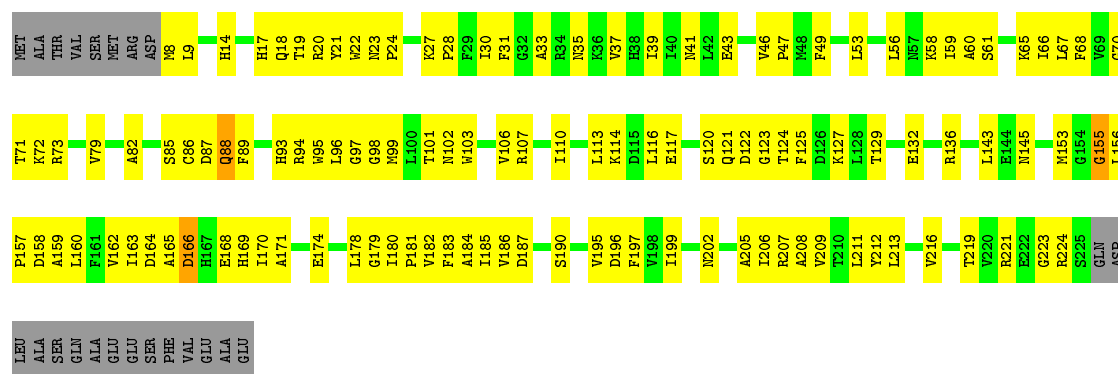 MET ALA THR VAL SER MET ARG ASP M8 L9 H14 H17 Q18 T19 R20 Y21 W22 N23 P24 K27 P28 F29 I30 F31 G32 A33 R34 N35 K36 V37 H38 I39 I40 N41 L42 E43 V46 P47 M48 F49 L53 L56 N57 K58 I59 A60 S61 K65 I66 L67 F68 V69 G70
T71 K72 R73 V79 A82 S85 C86 D87 Q88 F89 H93 R94 W95 L96 G97 G98 M99 L100 T101 N102 W103 V106 R107 I110 L113 K114 D115 L116 E117 S120 Q121 D122 G123 T124 F125 D126 K127 L128 T129 E132 R136 L143 E144 N145 M153 G154 G155 L156
P157 D158 A159 L160 F161 V162 I163 D164 A165 D166 H167 E168 H169 I170 A171 E174 L178 G179 I180 P181 V182 F183 A184 I185 V186 D187 S190 V195 D196 F197 V198 I199 N202 A205 I206 R207 A208 V209 T210 L211 Y212 L213 V216 T219 V220 R221 E222 G223 R224 S225 GLN ASP
LEU ALA SER GLN ALA GLU GLU SER PHE VAL GLU ALA GLU